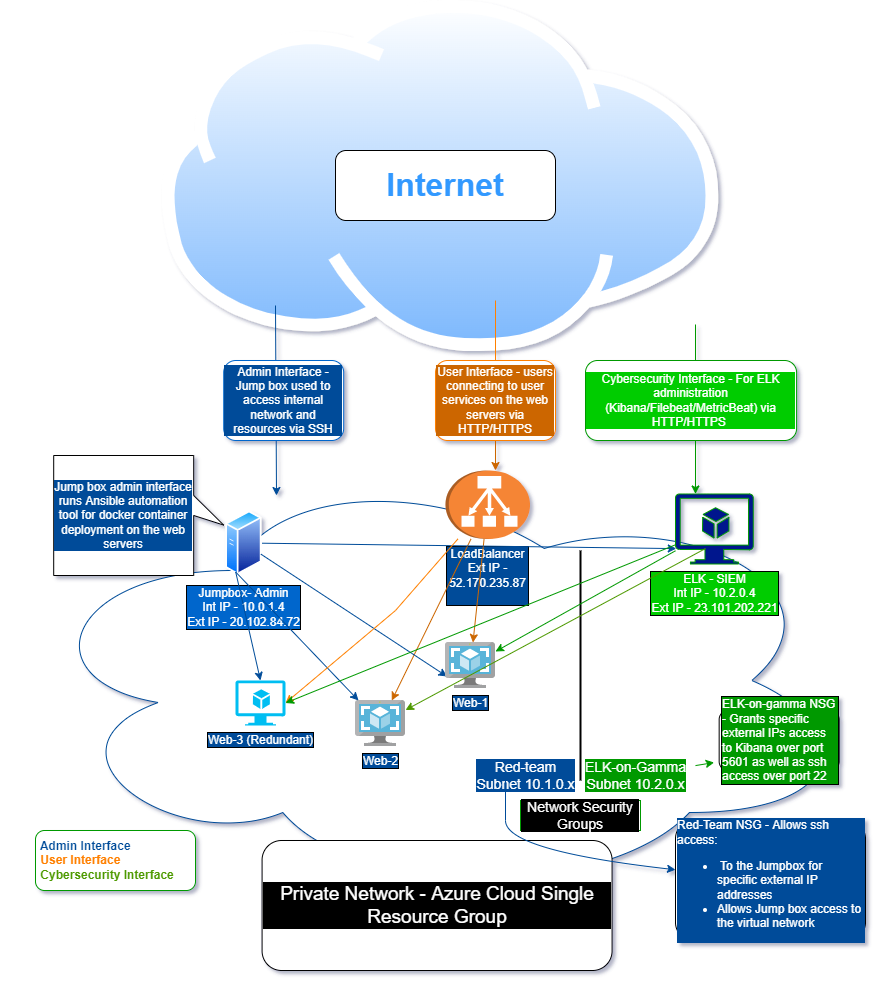 Internet
Admin Interface -
Jump box used to
access internal
network and
resources via SSH
User Interface - users
connecting to user
services on the web
servers via
HTTP/HTTPS
Cybersecurity Interface - For ELK
administration
(Kibana/Filebeat/MetricBeat) via
HTTP/HTTPS
Jump box admin interface
runs Ansible automation
tool for docker container
deployment on the web
servers
LoadBalancer
Ext IP -
52.170.235.87
ELK - SIEM
Int IP - 10.2.0.4
Ext IP - 23.101.202.221
Jumpbox- Admin
Int IP - 10.0.1.4
Ext IP - 20.102.84.72
Web-1
Web-3 (Redundant)
Web-2
ELK-on-gamma NSG
- Grants specific
external IPs access
to Kibana over port
5601 as well as ssh
access over port 22
Red-team
Subnet 10.1.0.x
ELK-on-Gamma
Subnet 10.2.0.x
Network Security
Groups
Red-Team NSG - Allows ssh
access:
• To the Jumpbox for
specific external IP
addresses
• Allows Jump box access to
the virtual network
Admin Interface
User Interface
Cybersecurity Interface
Private Network - Azure Cloud Single
Resource Group